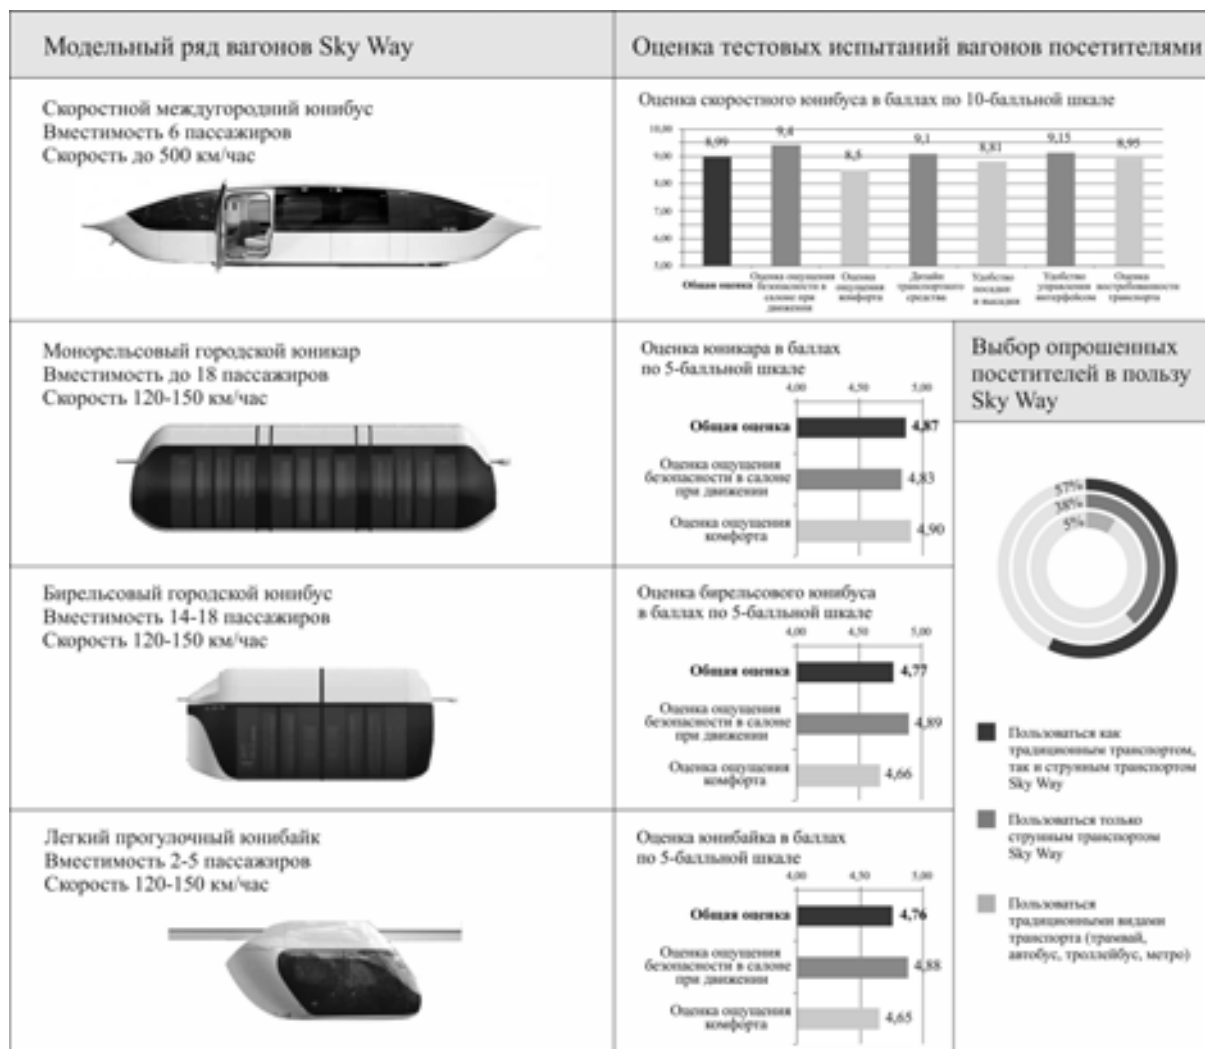 Модельный ряд вагонов Sky Way
Оценка тестовых испытаний вагонов посетителями
Скоростной междугородний юнибус
Вместимость 6 пассажиров
Скорость до 500 км/час
Оценка скоростного юнибуса в баллах по 10-балльной шкале
10,00
9,00
8,00
7,00
6,00
5,00
8,99
9,4
8,5
9,1
8,81
9,15
8,95
Общая оценка
Оценка ощущения
безопасности в
салоне при
движении
Оценка
ощущения
комфорта
Дизайн
транспортного
средства
Удобство
посадки
и высадки
Удобство
управления
интерфейсом
Оценка
востребованности
транспорта
Монорельсовый городской юникар
Вместимость до 18 пассажиров
Скорость 120-150 км/час
Оценка юникара в баллах
по 5-балльной шкале
4,00 4,50 5,00
Общая оценка 4,87
Оценка ощущения
безопасности в салоне
при движении
4,83
Оценка ощущения
комфорта
4,90
Выбор опрошенных
посетителей в пользу
Sky Way
57%
38%
5%
Пользоваться как
традиционным транспортом,
так и струнным транспортом
Sky Way
Пользоваться только
струнным транспортом
Sky Way
Пользоваться
традиционными видами
транспорта (трамвай,
автобус, троллейбус, метро)
Бирельсовый городской юнибус
Вместимость 14-18 пассажиров
Скорость 120-150 км/час
Оценка бирельсового юнибуса
в баллах по 5-балльной шкале
4,00 4,50 5,00
Общая оценка 4,77
Оценка ощущения
безопасности в салоне
при движении
4,89
Оценка ощущения
комфорта
4,66
Легкий прогулочный юнибайк
Вместимость 2-5 пассажиров
Скорость 120-150 км/час
Оценка юнибайка в баллах
по 5-балльной шкале
4,00 4,50 5,00
Общая оценка 4,76
Оценка ощущения
безопасности в салоне
при движении
4,88
Оценка ощущения
комфорта
4,65